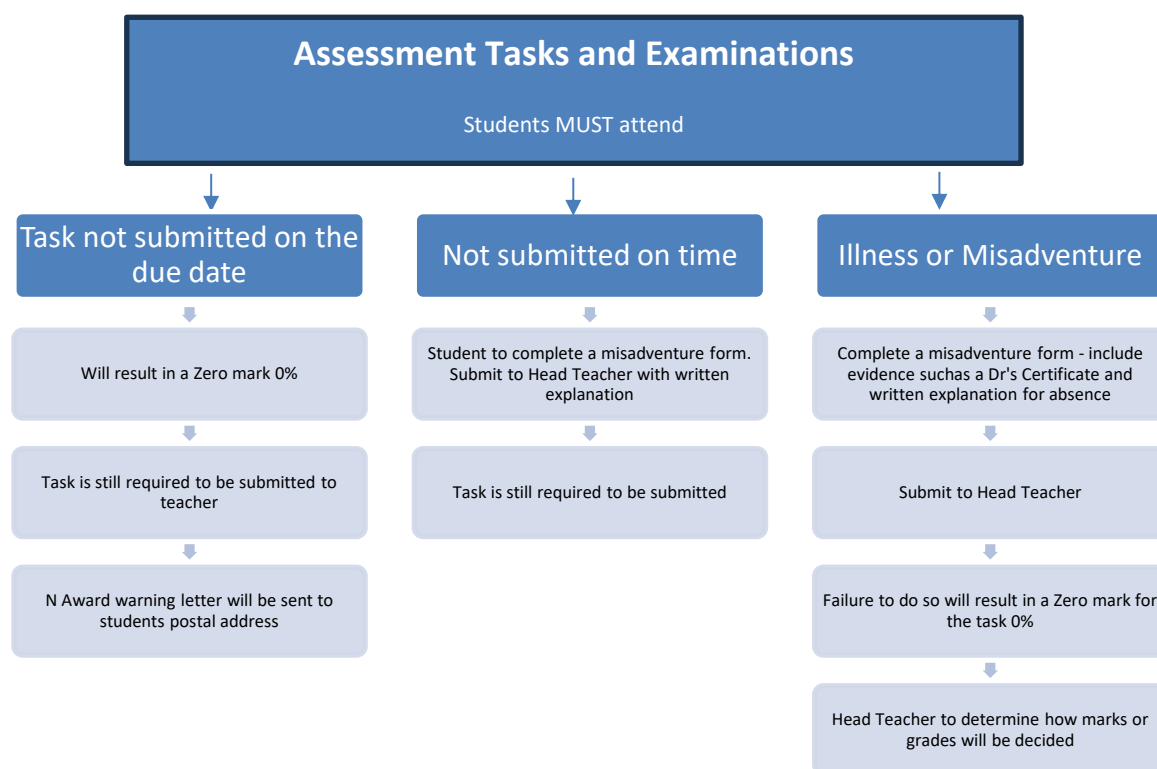 Assessment Tasks and Examinations
Students MUST attend
Task not submitted on the
due date
Will result in a Zero mark 0%
Task is still required to be submitted to
teacher
N Award warning letter will be sent to
students postal address
Not submitted on time
Student to complete a misadventure form.
Submit to Head Teacher with written
explanation
Task is still required to be submitted
Illness or Misadventure
Complete a misadventure form - include
evidence suchas a Dr's Certificate and
written explanation for absence
Submit to Head Teacher
Failure to do so will result in a Zero mark for
the task 0%
Head Teacher to determine how marks or
grades will be decided